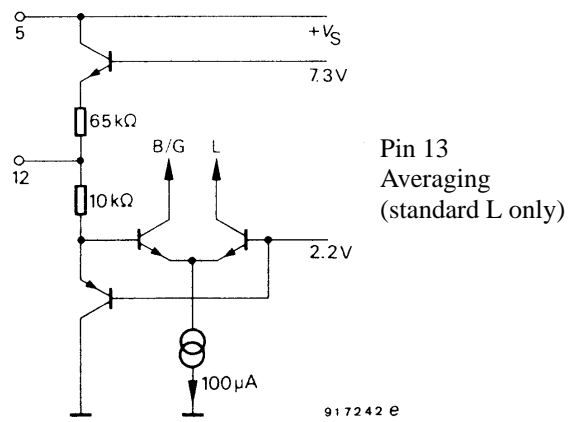 5
+VS
7.3V
65kΩ
B/G
L
12
10kΩ
2.2V
100μA
917242 e
Pin 13
Averaging
(standard L only)